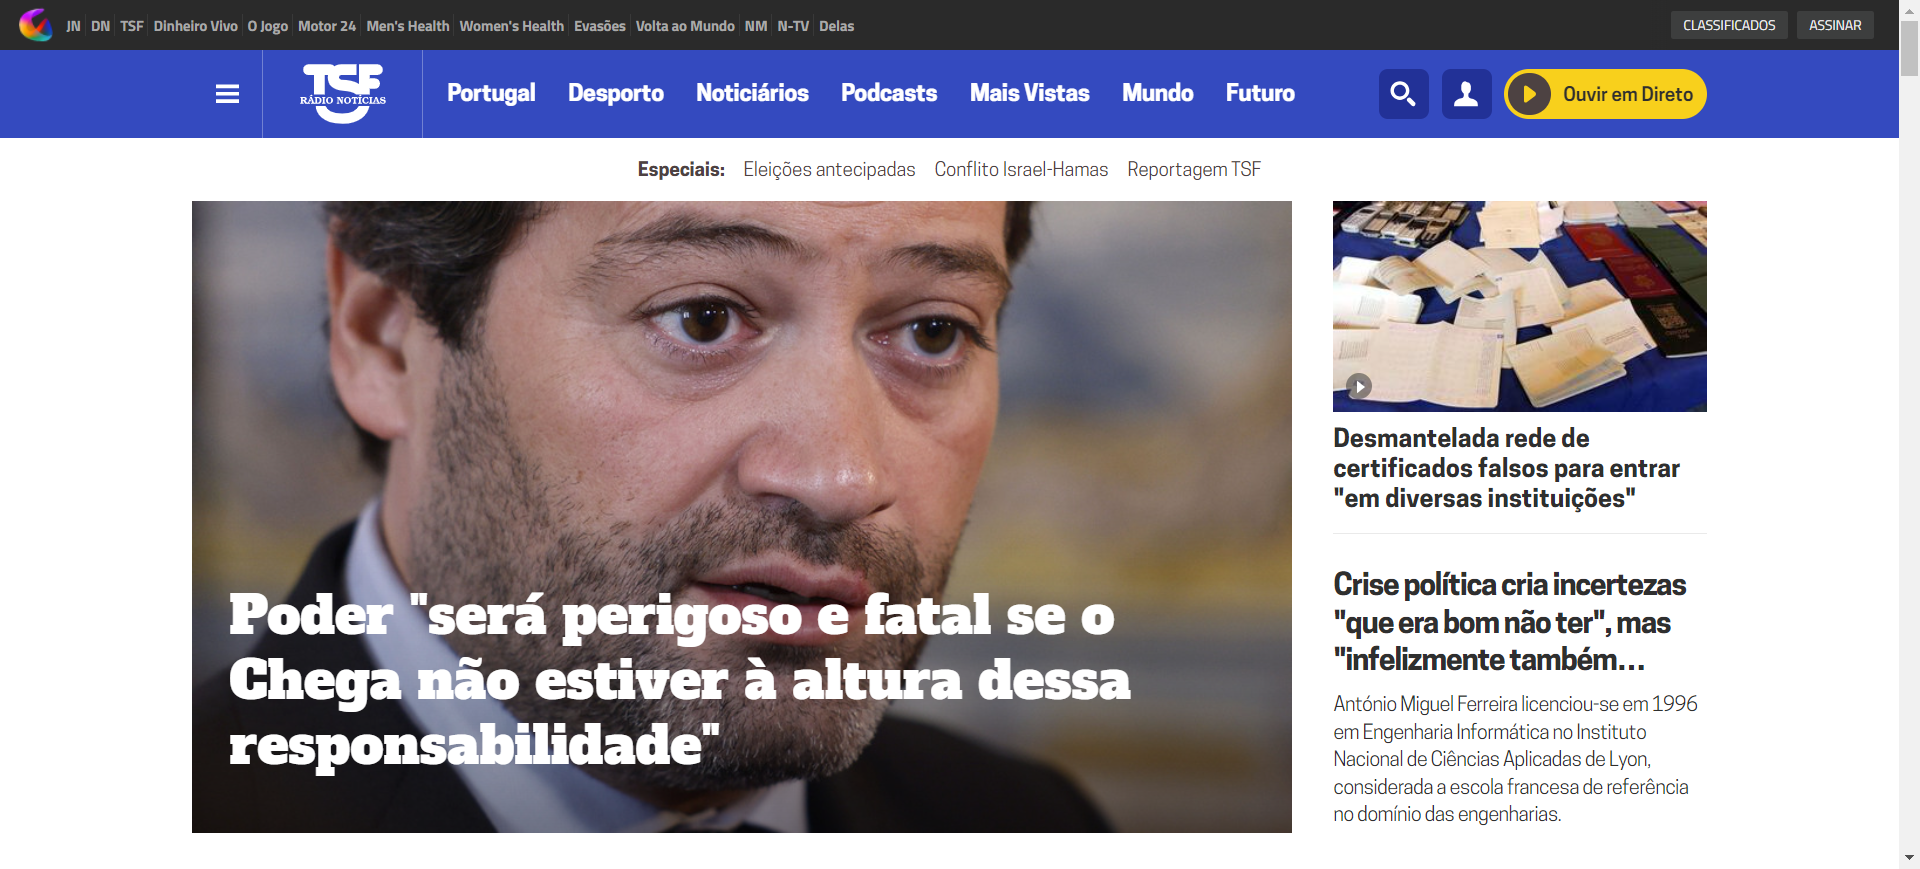 JN DN TSF Dinheiro Vivo O Jogo Motor 24 Men's Health Women's Health Evasões Volta ao Mundo NM N-TV Delas
CLASSIFICADOS ASSINAR
TSF
RÁDIO NOTÍCIAS
Portugal Desporto Noticiários Podcasts Mais Vistas Mundo Futuro
Ouvir em Direto
Especiais: Eleições antecipadas Conflito Israel-Hamas Reportagem TSF
Poder "será perigoso e fatal se o
Chega não estiver à altura dessa
responsabilidade"
Desmantelada rede de
certificados falsos para entrar
"em diversas instituições"
Crise política cria incertezas
"que era bom não ter", mas
"infelizmente também...
António Miguel Ferreira licenciou-se em 1996
em Engenharia Informática no Instituto
Nacional de Ciências Aplicadas de Lyon,
considerada a escola francesa de referência
no domínio das engenharias.